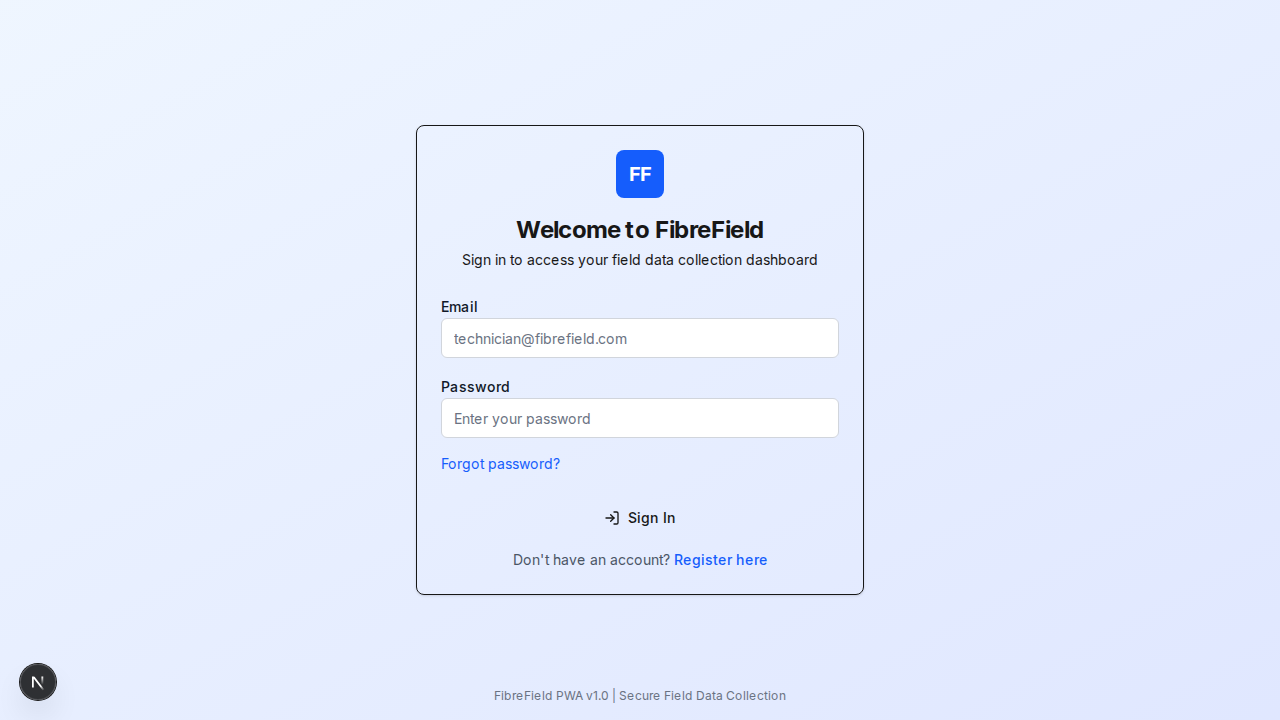 FF
Welcome to FibreField
Sign in to access your field data collection dashboard
Email
technician@fibrefield.com
Password
Enter your password
Forgot password?
Sign In
Don't have an account? Register here
N
FibreField PWA v1.0 | Secure Field Data Collection